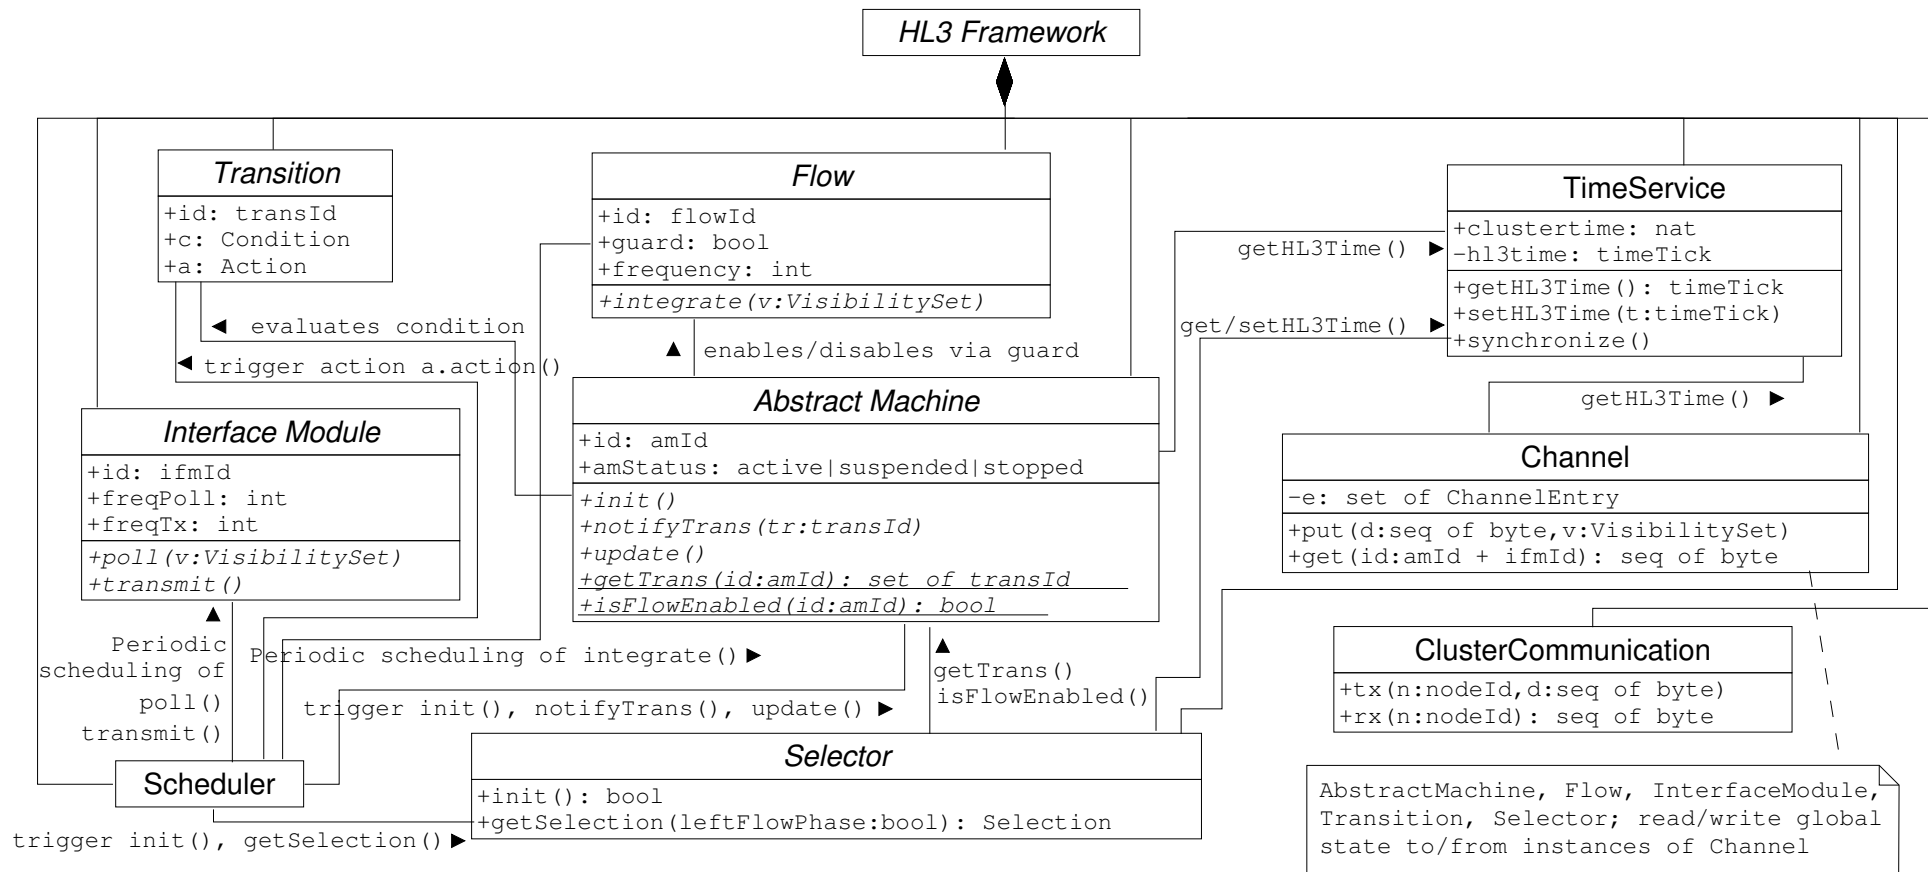 HL3 Framework
Transition
+id: transId
+c: Condition
+a: Action
Flow
+id: flowId
+guard: bool
+frequency: int
+integrate(v:VisibilitySet)
TimeService
+clustertime: nat
−hl3time: timeTick
+getHL3Time(): timeTick
+setHL3Time(t:timeTick)
+synchronize()
getHL3Time() ►
get/setHL3Time() ►
◄ evaluates condition
◄ trigger action a.action()
▲ enables/disables via guard
getHL3Time() ►
Interface Module
+id: ifmId
+freqPoll: int
+freqTx: int
+poll(v:VisibilitySet)
+transmit()
Abstract Machine
+id: amId
+amStatus: active|suspended|stopped
+init()
+notifyTrans(tr:transId)
+update()
+getTrans(id:amId): set of transId
+isFlowEnabled(id:amId): bool
Channel
−e: set of ChannelEntry
+put(d:seq of byte,v:VisibilitySet)
+get(id:amId + ifmId): seq of byte
▲
Periodic
scheduling of
poll()
transmit()
Periodic scheduling of integrate() ►
▲
getTrans()
isFlowEnabled()
trigger init(), notifyTrans(), update() ►
ClusterCommunication
+tx(n:nodeId,d:seq of byte)
+rx(n:nodeId): seq of byte
Scheduler
Selector
+init(): bool
+getSelection(leftFlowPhase:bool): Selection
trigger init(), getSelection() ►
AbstractMachine, Flow, InterfaceModule,
Transition, Selector; read/write global
state to/from instances of Channel